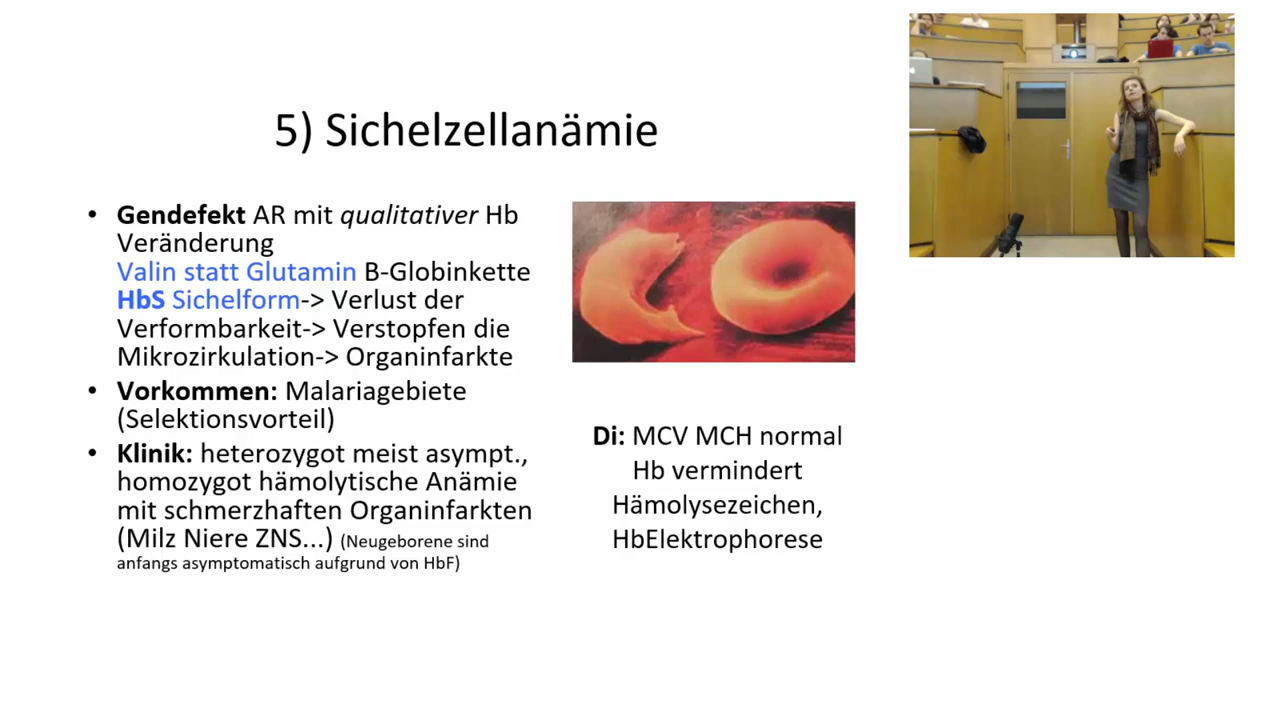 5) Sichelzellanämie
• Gendefekt AR mit qualitativer Hb
Veränderung
Valin statt Glutamin B-Globinkette
HbS Sichelform-> Verlust der
Verformbarkeit-> Verstopfen die
Mikrozirkulation-> Organinfarkte
• Vorkommen: Malariagebiete
(Selektionsvorteil)
• Klinik: heterozygot meist asympt.,
homozygot hämolytische Anämie
mit schmerzhaften Organinfarkten
(Milz Niere ZNS...) (Neugeborene sind
anfangs asymptomatisch aufgrund von HbF)
Di: MCV MCH normal
Hb vermindert
Hämolysezeichen,
HbElektrophorese